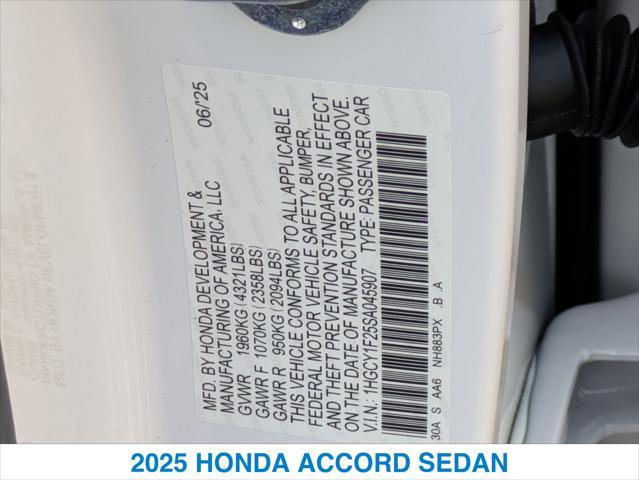 MFD. BY HONDA DEVELOPMENT & 06/'25
MANUFACTURING OF AMERICA, LLC
GVWR 1960KG (4321LBS)
GAWR F 1070KG (2358LBS)
GAWR R 950KG (2094LBS)
THIS VEHICLE CONFORMS TO ALL APPLICABLE
FEDERAL MOTOR VEHICLE SAFETY, BUMPER,
AND THEFT PREVENTION STANDARDS IN EFFECT
ON THE DATE OF MANUFACTURE SHOWN ABOVE.
V.I.N.: 1HGCY1F25SA045907 TYPE: PASSENGER CAR
30A S AA6 NH883PX .B .A
2025 HONDA ACCORD SEDAN